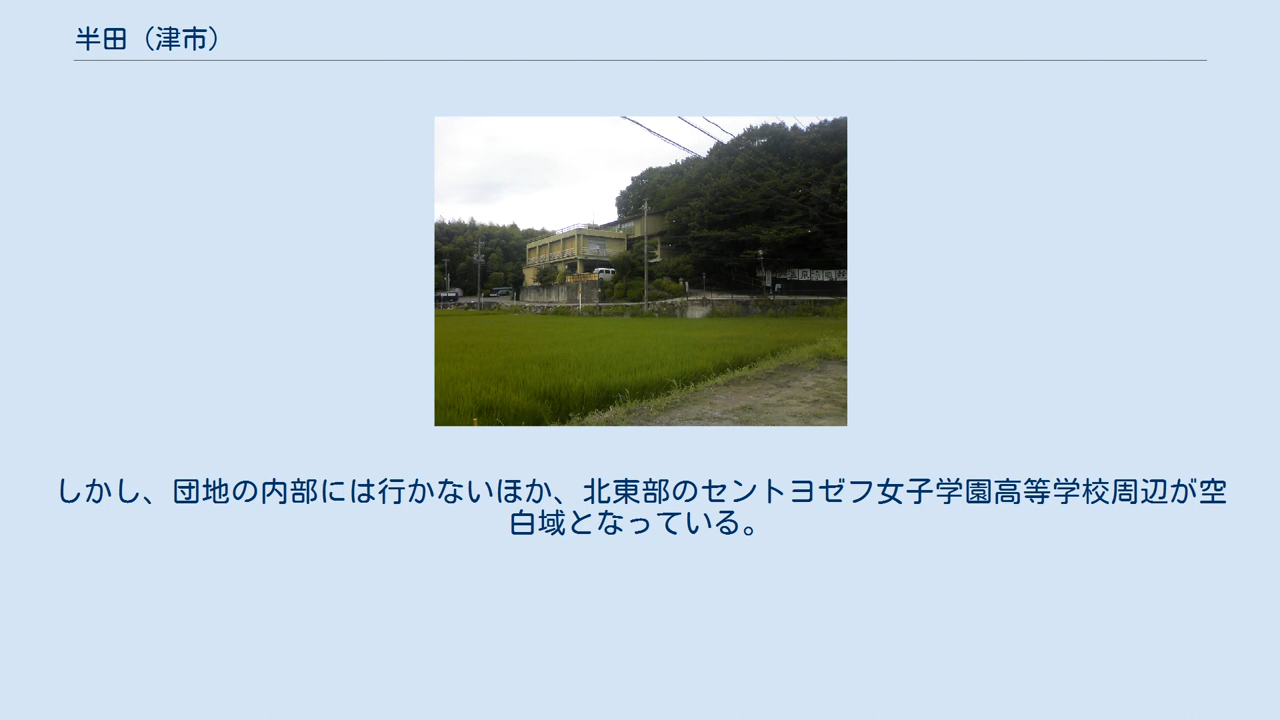 半田（津市）
しかし、団地の内部には行かないほか、北東部のセントヨゼフ女子学園高等学校周辺が空
白域となっている。